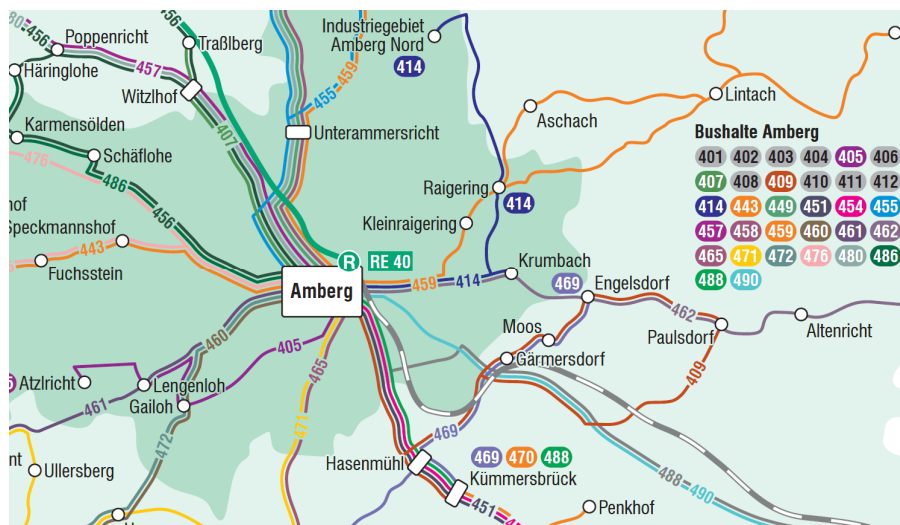 456
80-456
Poppenricht
Traßlberg
457
Häringlohe
Witzlhof
407
Industriegebiet
Amberg Nord
414
455-459
Unterammersricht
Aschach
Lintach
Karmensölden
476
Schäflohe
486
456
Raigering
414
Kleinraigering
hof
Speckmannshof
443
Fuchsstein
R RE 40
Amberg
459 414
Krumbach
469
Engelsdorf
462
Paulsdorf
Altenricht
Moos
Gärmersdorf
409
460
405
465
Atzlricht
Lengenloh
461
Gailoh
471
472
469
Hasenmühl
469 470 488
Kümmersbrück
451
488-490
Penkhof
nt
Ullersberg
Bushalte Amberg
401 402 403 404 405 406
407 408 409 410 411 412
414 443 449 451 454 455
457 458 459 460 461 462
465 471 472 476 480 486
488 490